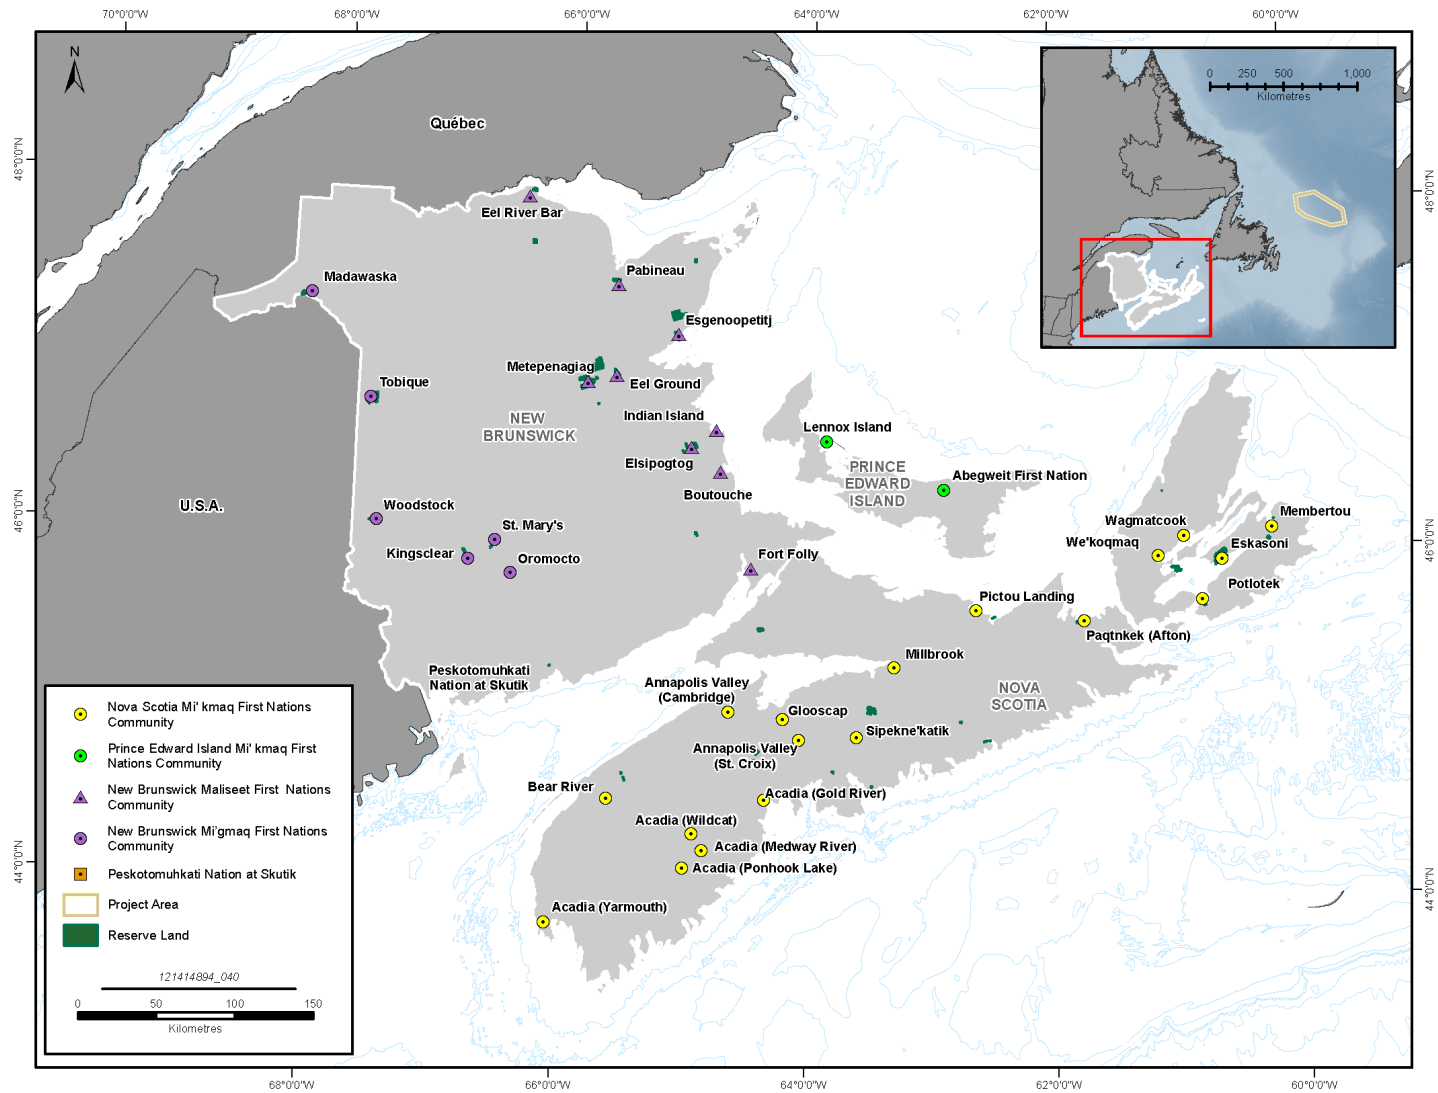 70°0'0"W
68°0'0"W
66°0'0"W
64°0'0"W
62°0'0"W
60°0'0"W
N
0 250 500 1,000
Kilometres
Québec
48°0'0"N
48°0'0"N
Eel River Bar
Pabineau
Madawaska
Esgenoopetitj
Metepenagiag
Eel Ground
Tobique
Indian Island
NEW
BRUNSWICK
Lennox Island
Elsipogtog
PRINCE
EDWARD
ISLAND
Abegweit First Nation
Boutouche
U.S.A.
Woodstock
46°0'0"N
46°0'0"N
St. Mary's
Kingsclear
Oromocto
Fort Folly
Wagmatcook
Membertou
We'koqmaq
Eskasoni
Potlotek
Pictou Landing
Paqtnkek (Afton)
Millbrook
Peskotomuhkati
Nation at Skutik
Annapolis Valley
(Cambridge)
NOVA
SCOTIA
Glooscap
Sipekne'katik
Annapolis Valley
(St. Croix)
Bear River
Acadia (Gold River)
Acadia (Wildcat)
Acadia (Medway River)
Acadia (Ponhook Lake)
Acadia (Yarmouth)
44°0'0"N
44°0'0"N
Nova Scotia Mi' kmaq First Nations
Community
Prince Edward Island Mi' kmaq First
Nations Community
New Brunswick Maliseet First Nations
Community
New Brunswick Mi'gmaq First Nations
Community
Peskotomuhkati Nation at Skutik
Project Area
Reserve Land
121414894_040
0 50 100 150
Kilometres
68°0'0"W
66°0'0"W
64°0'0"W
62°0'0"W
60°0'0"W